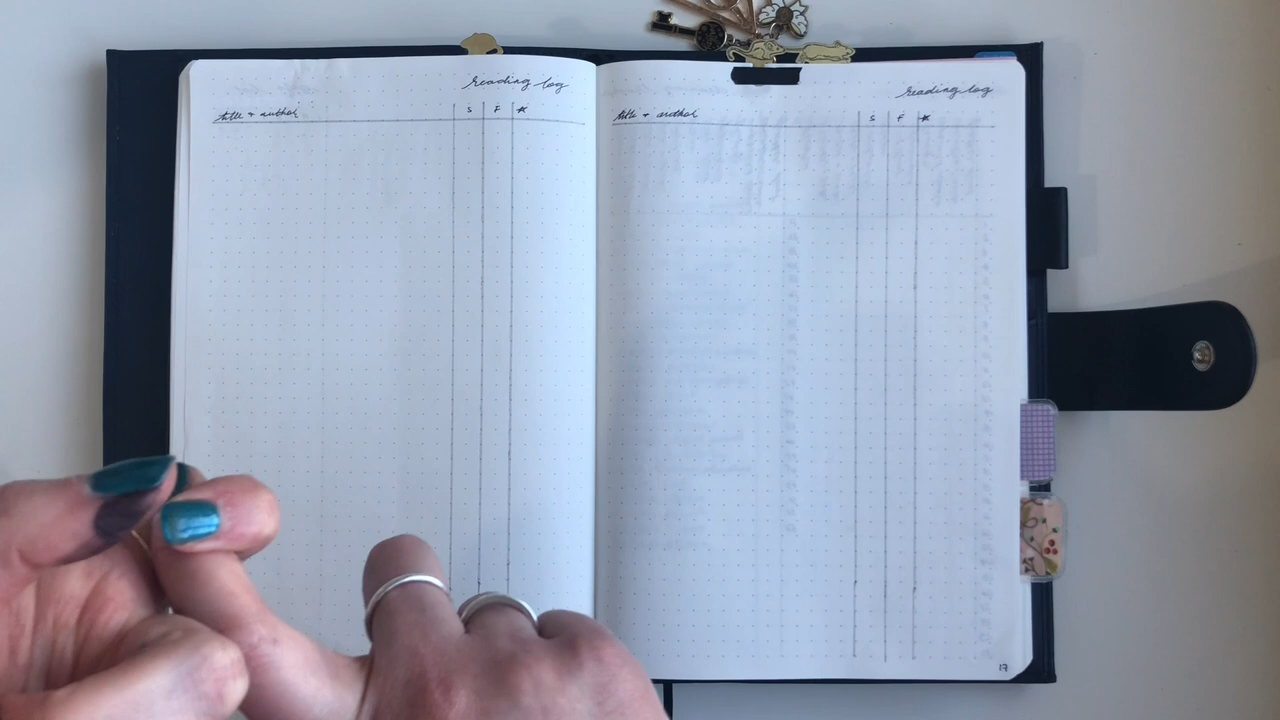 reading log
title + author S F ★
reading log
title + author S F ★
17